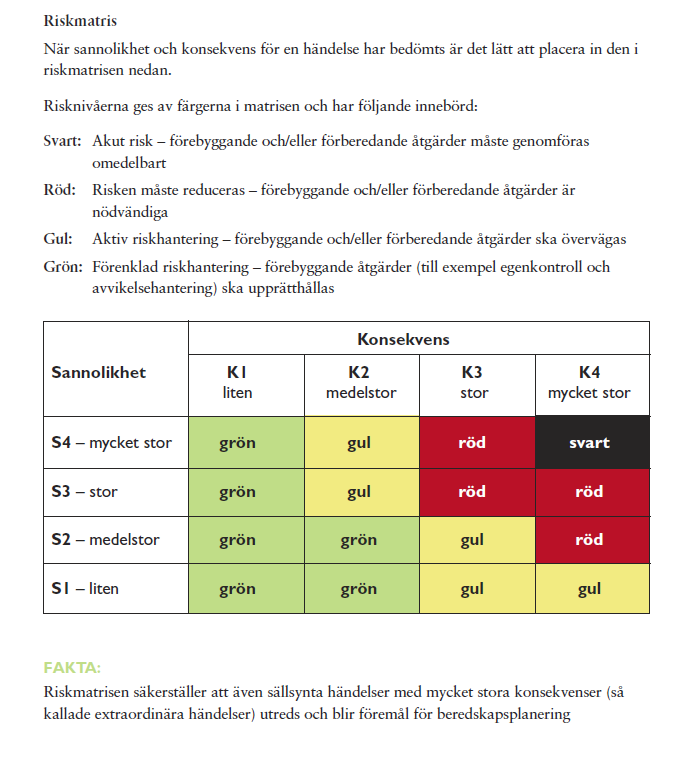 Riskmatris
När sannolikhet och konsekvens för en händelse har bedömts är det lätt att placera in den i
riskmatrisen nedan.
Risknivåerna ges av färgerna i matrisen och har följande innebörd:
Svart: Akut risk – förebyggande och/eller förberedande åtgärder måste genomföras
omedelbart
Röd: Risken måste reduceras – förebyggande och/eller förberedande åtgärder är
nödvändiga
Gul: Aktiv riskhantering – förebyggande och/eller förberedande åtgärder ska övervägas
Grön: Förenklad riskhantering – förebyggande åtgärder (till exempel egenkontroll och
avvikelsehantering) ska upprätthållas
Konsekvens
Sannolikhet K1 K2 K3 K4
liten medelstor stor mycket stor
S4 – mycket stor grön gul röd svart
S3 – stor grön gul röd röd
S2 – medelstor grön grön gul röd
S1 – liten grön grön gul gul
FAKTA:
Riskmatrisen säkerställer att även sällsynta händelser med mycket stora konsekvenser (så
kallade extraordinära händelser) utreds och blir föremål för beredskapsplanering